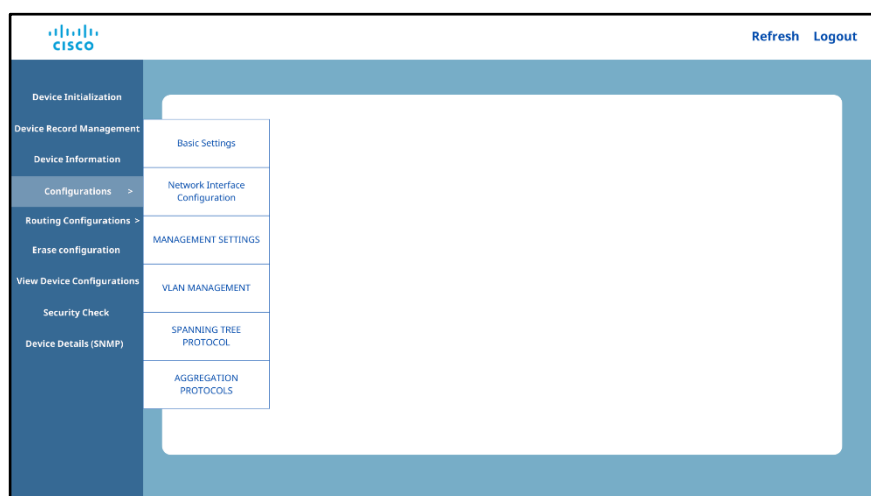 CISCO
Refresh Logout
Device Initialization
Device Record Management
Device Information
Configurations >
Routing Configurations >
Erase configuration
View Device Configurations
Security Check
Device Details (SNMP)
Basic Settings
Network Interface
Configuration
MANAGEMENT SETTINGS
VLAN MANAGEMENT
SPANNING TREE
PROTOCOL
AGGREGATION
PROTOCOLS